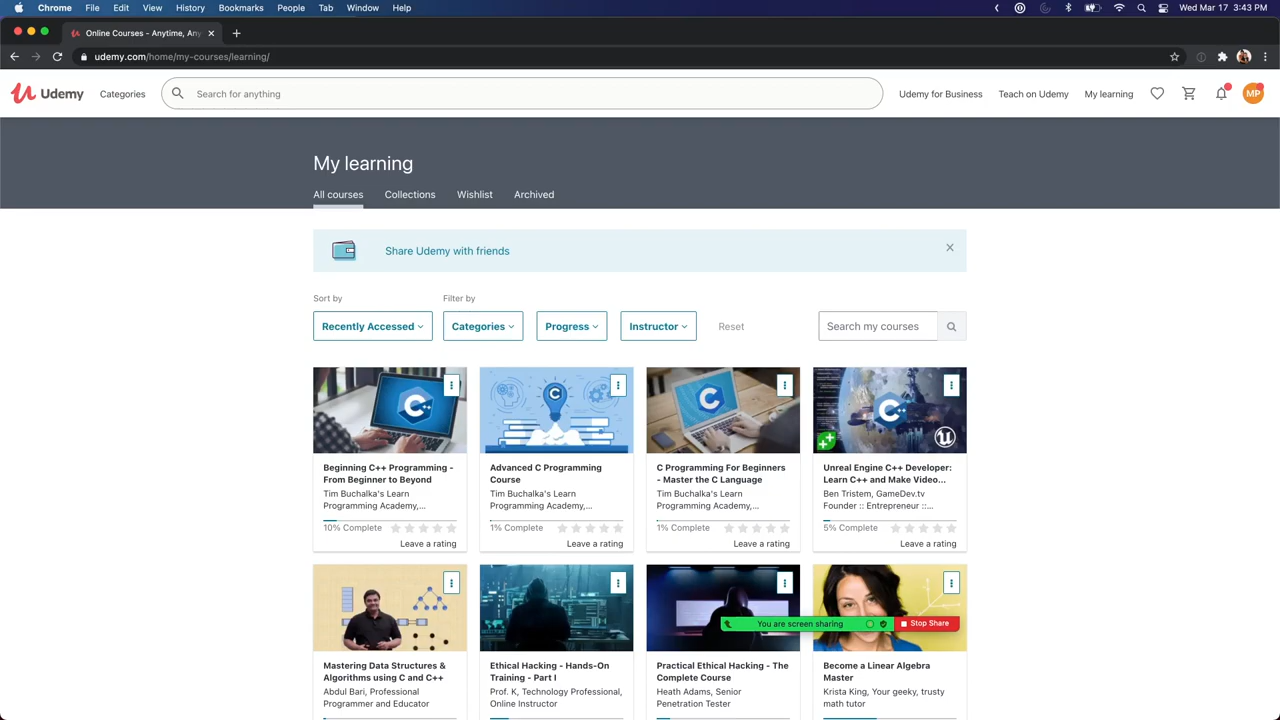 Chrome File Edit View History Bookmarks People Tab Window Help Wed Mar 17 3:43 PM
Online Courses - Anytime, Any
udemy.com/home/my-courses/learning/
Udemy Categories Search for anything Udemy for Business Teach on Udemy My learning MP
My learning
All courses Collections Wishlist Archived
Share Udemy with friends
Sort by Filter by
Recently Accessed Categories Progress Instructor Reset Search my courses
Beginning C++ Programming -
From Beginner to Beyond
Tim Buchalka's Learn
Programming Academy,...
10% Complete
Leave a rating
Advanced C Programming
Course
Tim Buchalka's Learn
Programming Academy,...
1% Complete
Leave a rating
C Programming For Beginners
- Master the C Language
Tim Buchalka's Learn
Programming Academy,...
1% Complete
Leave a rating
Unreal Engine C++ Developer:
Learn C++ and Make Video...
Ben Tristem, GameDev.tv
Founder :: Entrepreneur ::...
5% Complete
Leave a rating
You are screen sharing Stop Share
Mastering Data Structures &
Algorithms using C and C++
Abdul Bari, Professional
Programmer and Educator
Ethical Hacking - Hands-On
Training - Part I
Prof. K, Technology Professional,
Online Instructor
Practical Ethical Hacking - The
Complete Course
Heath Adams, Senior
Penetration Tester
Become a Linear Algebra
Master
Krista King, Your geeky, trusty
math tutor